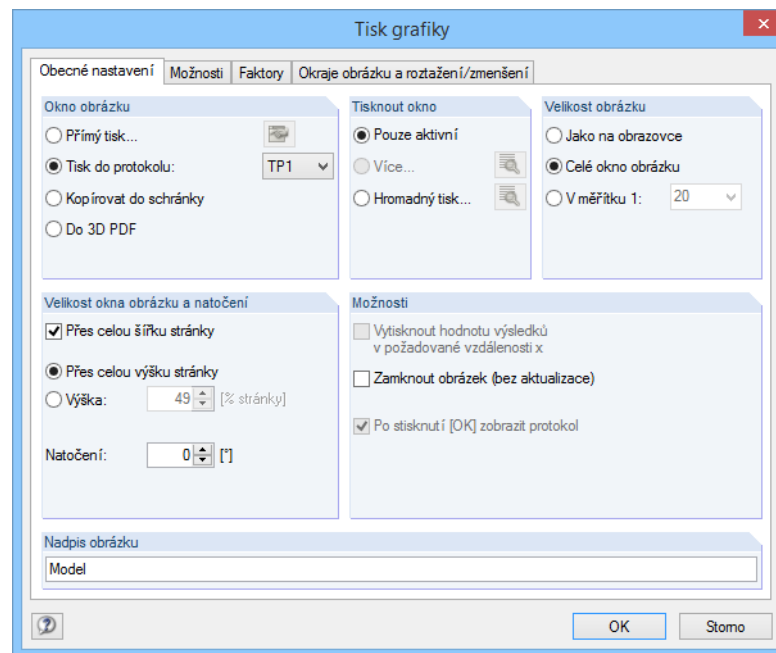 Tisk grafiky
Obecné nastavení Možnosti Faktory Okraje obrázku a roztažení/zmenšení
Okno obrázku
Přímý tisk...
Tisk do protokolu: TP1
Kopírovat do schránky
Do 3D PDF
Tisknout okno
Pouze aktivní
Více...
Hromadný tisk...
Velikost obrázku
Jako na obrazovce
Celé okno obrázku
V měřítku 1: 20
Velikost okna obrázku a natočení
Přes celou šířku stránky
Přes celou výšku stránky
Výška: 49 [% stránky]
Natočení: 0 [°]
Možnosti
Vytisknout hodnotu výsledků
v požadované vzdálenosti x
Zamknout obrázek (bez aktualizace)
Po stisknutí [OK] zobrazit protokol
Nadpis obrázku
Model
OK Storno